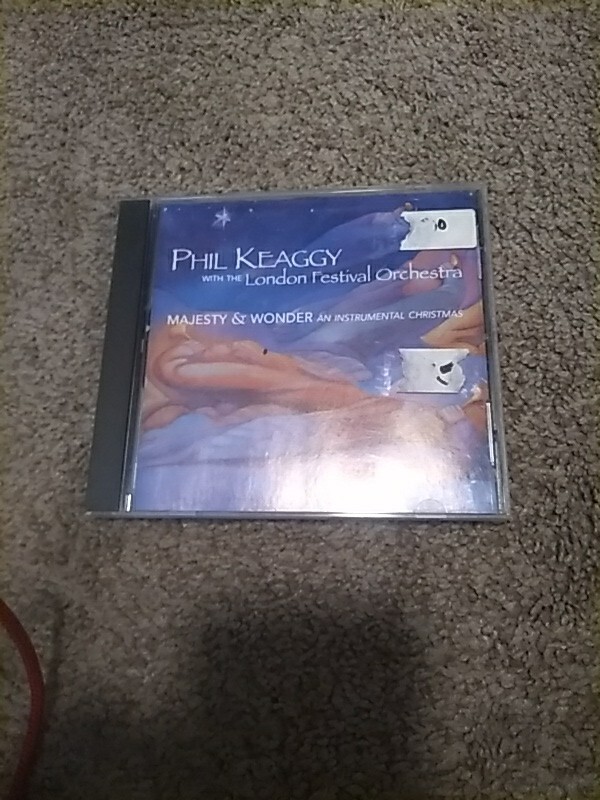 PHIL KEAGGY
WITH THE LONDON FESTIVAL ORCHESTRA
MAJESTY & WONDER AN INSTRUMENTAL CHRISTMAS